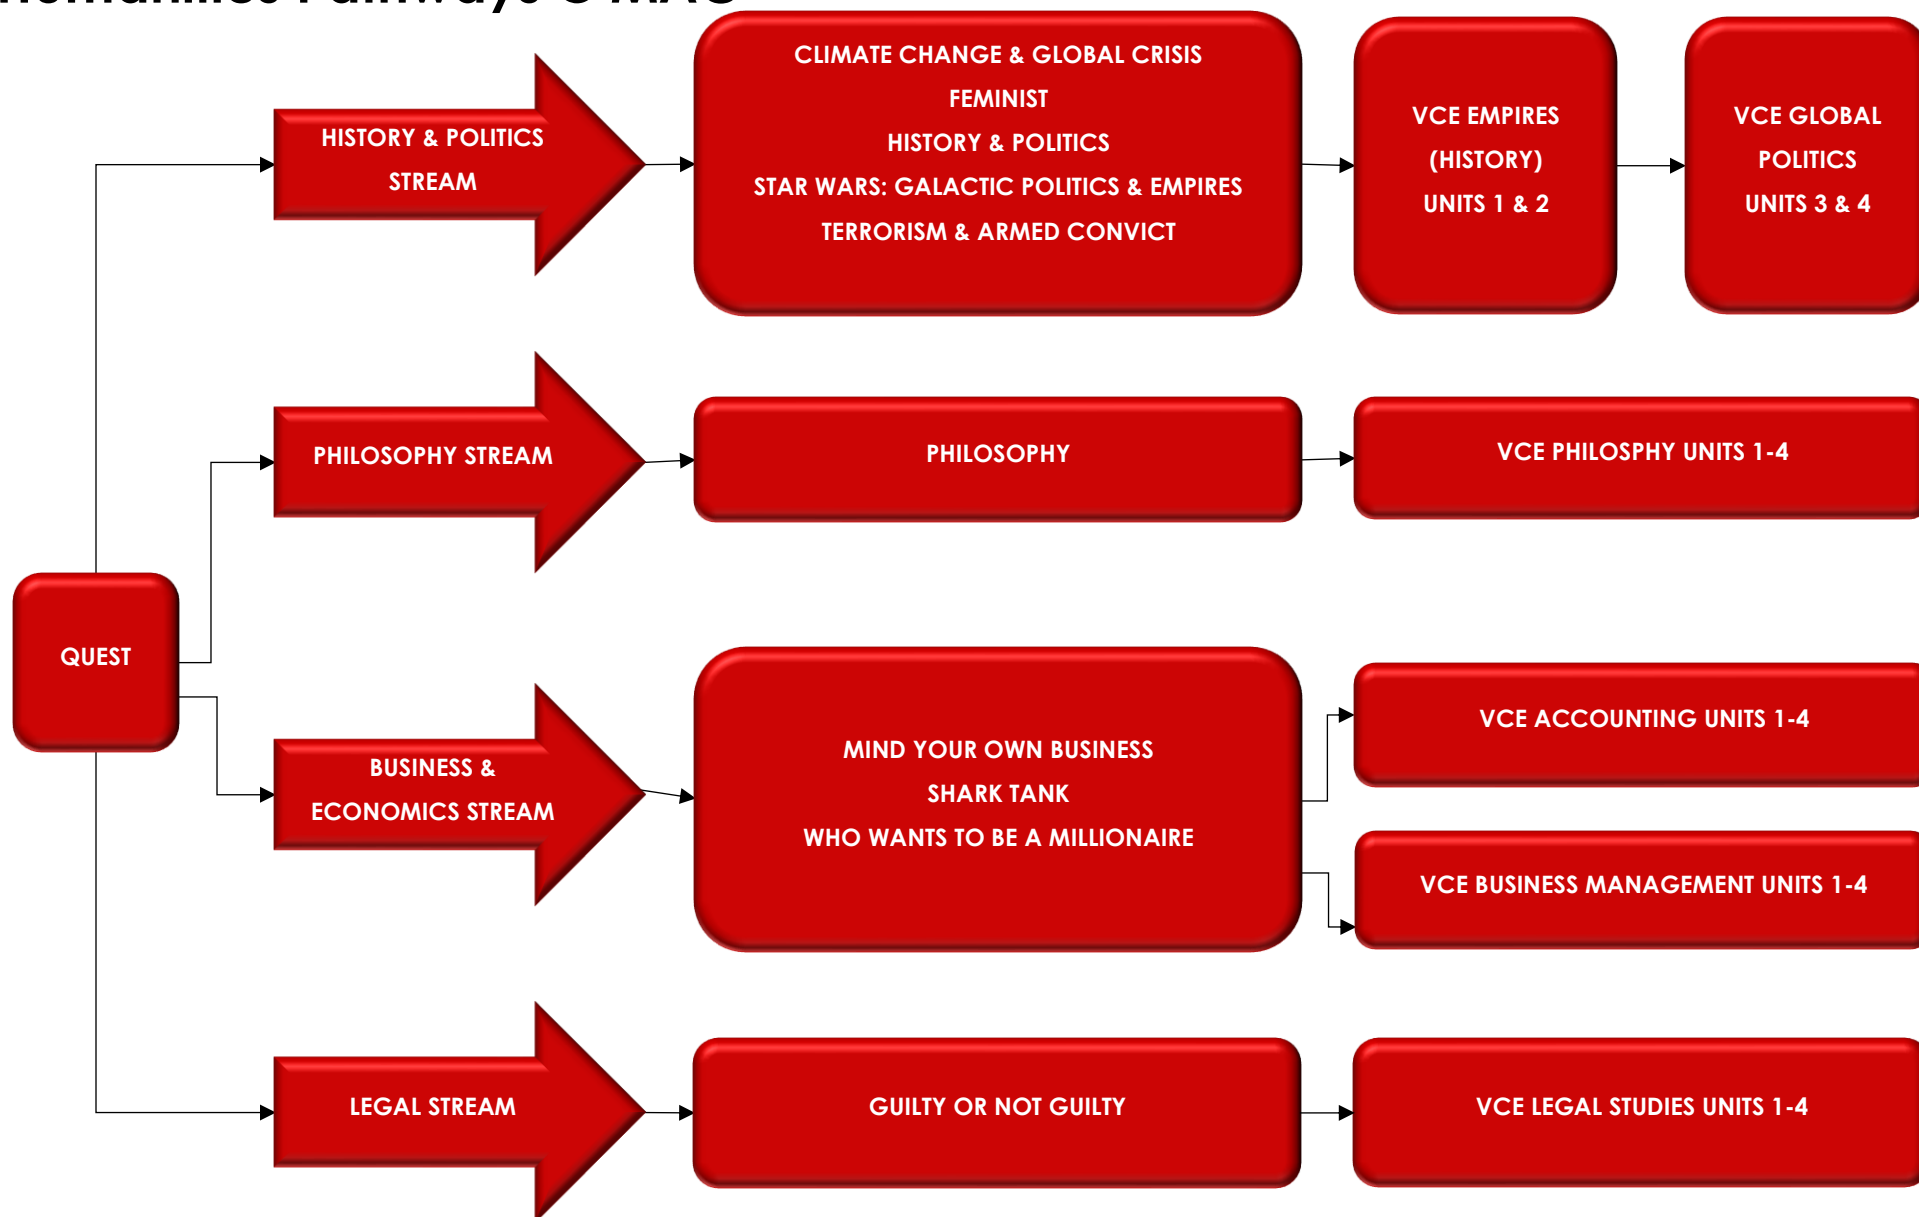 Humanities Pathways @ MAC
HISTORY & POLITICS
STREAM
CLIMATE CHANGE & GLOBAL CRISIS
FEMINIST
HISTORY & POLITICS
STAR WARS: GALACTIC POLITICS & EMPIRES
TERRORISM & ARMED CONVICT
VCE EMPIRES
(HISTORY)
UNITS 1 & 2
VCE GLOBAL
POLITICS
UNITS 3 & 4
PHILOSOPHY STREAM
PHILOSOPHY
VCE PHILOSPHY UNITS 1-4
QUEST
BUSINESS &
ECONOMICS STREAM
MIND YOUR OWN BUSINESS
SHARK TANK
WHO WANTS TO BE A MILLIONAIRE
VCE ACCOUNTING UNITS 1-4
VCE BUSINESS MANAGEMENT UNITS 1-4
LEGAL STREAM
GUILTY OR NOT GUILTY
VCE LEGAL STUDIES UNITS 1-4